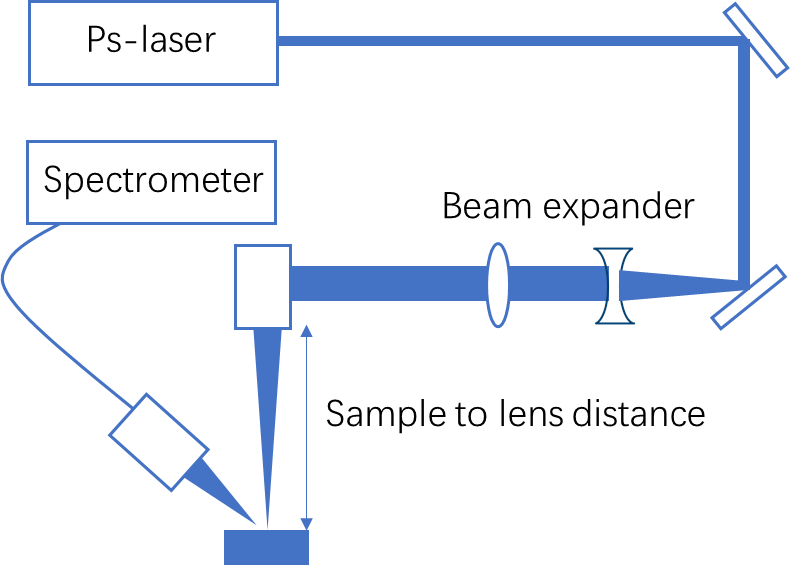 Ps-laser
Spectrometer
Beam expander
Sample to lens distance